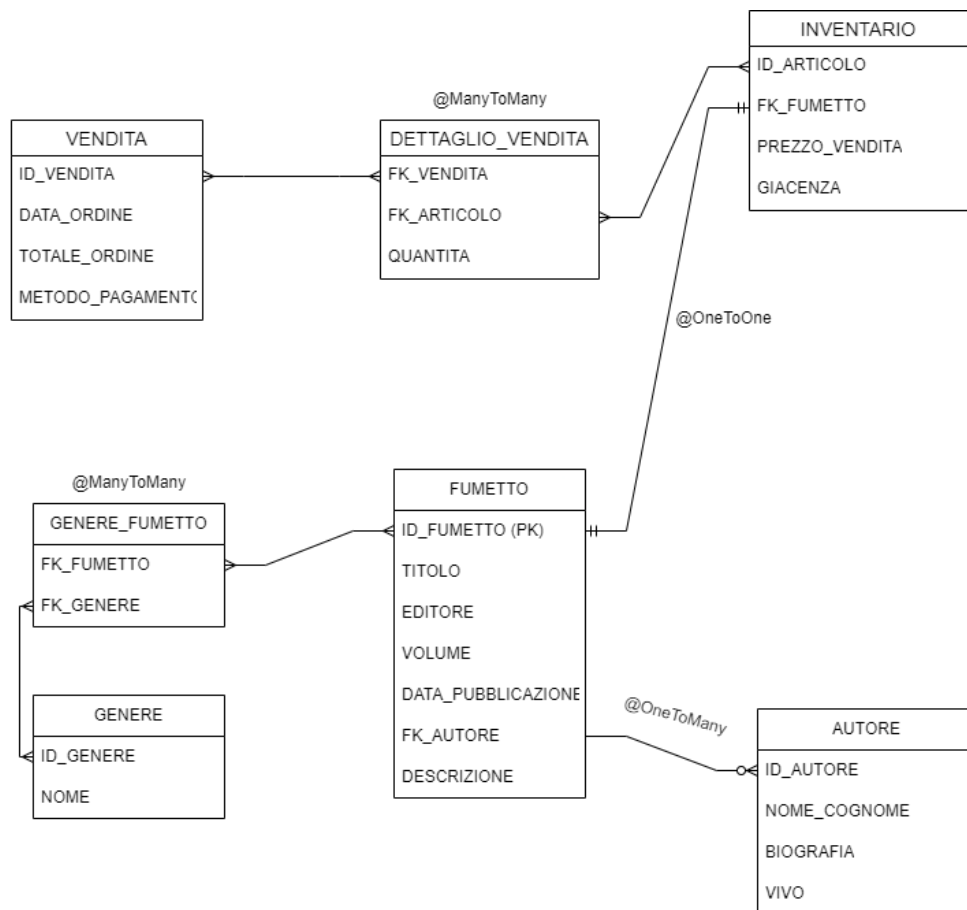 INVENTARIO
ID_ARTICOLO
FK_FUMETTO
PREZZO_VENDITA
GIACENZA
@ManyToMany
VENDITA
ID_VENDITA
DATA_ORDINE
TOTALE_ORDINE
METODO_PAGAMENTO
DETTAGLIO_VENDITA
FK_VENDITA
FK_ARTICOLO
QUANTITA
@OneToOne
@ManyToMany
GENERE_FUMETTO
FK_FUMETTO
FK_GENERE
FUMETTO
ID_FUMETTO (PK)
TITOLO
EDITORE
VOLUME
DATA_PUBBLICAZIONE
FK_AUTORE
DESCRIZIONE
GENERE
ID_GENERE
NOME
@OneToMany
AUTORE
ID_AUTORE
NOME_COGNOME
BIOGRAFIA
VIVO